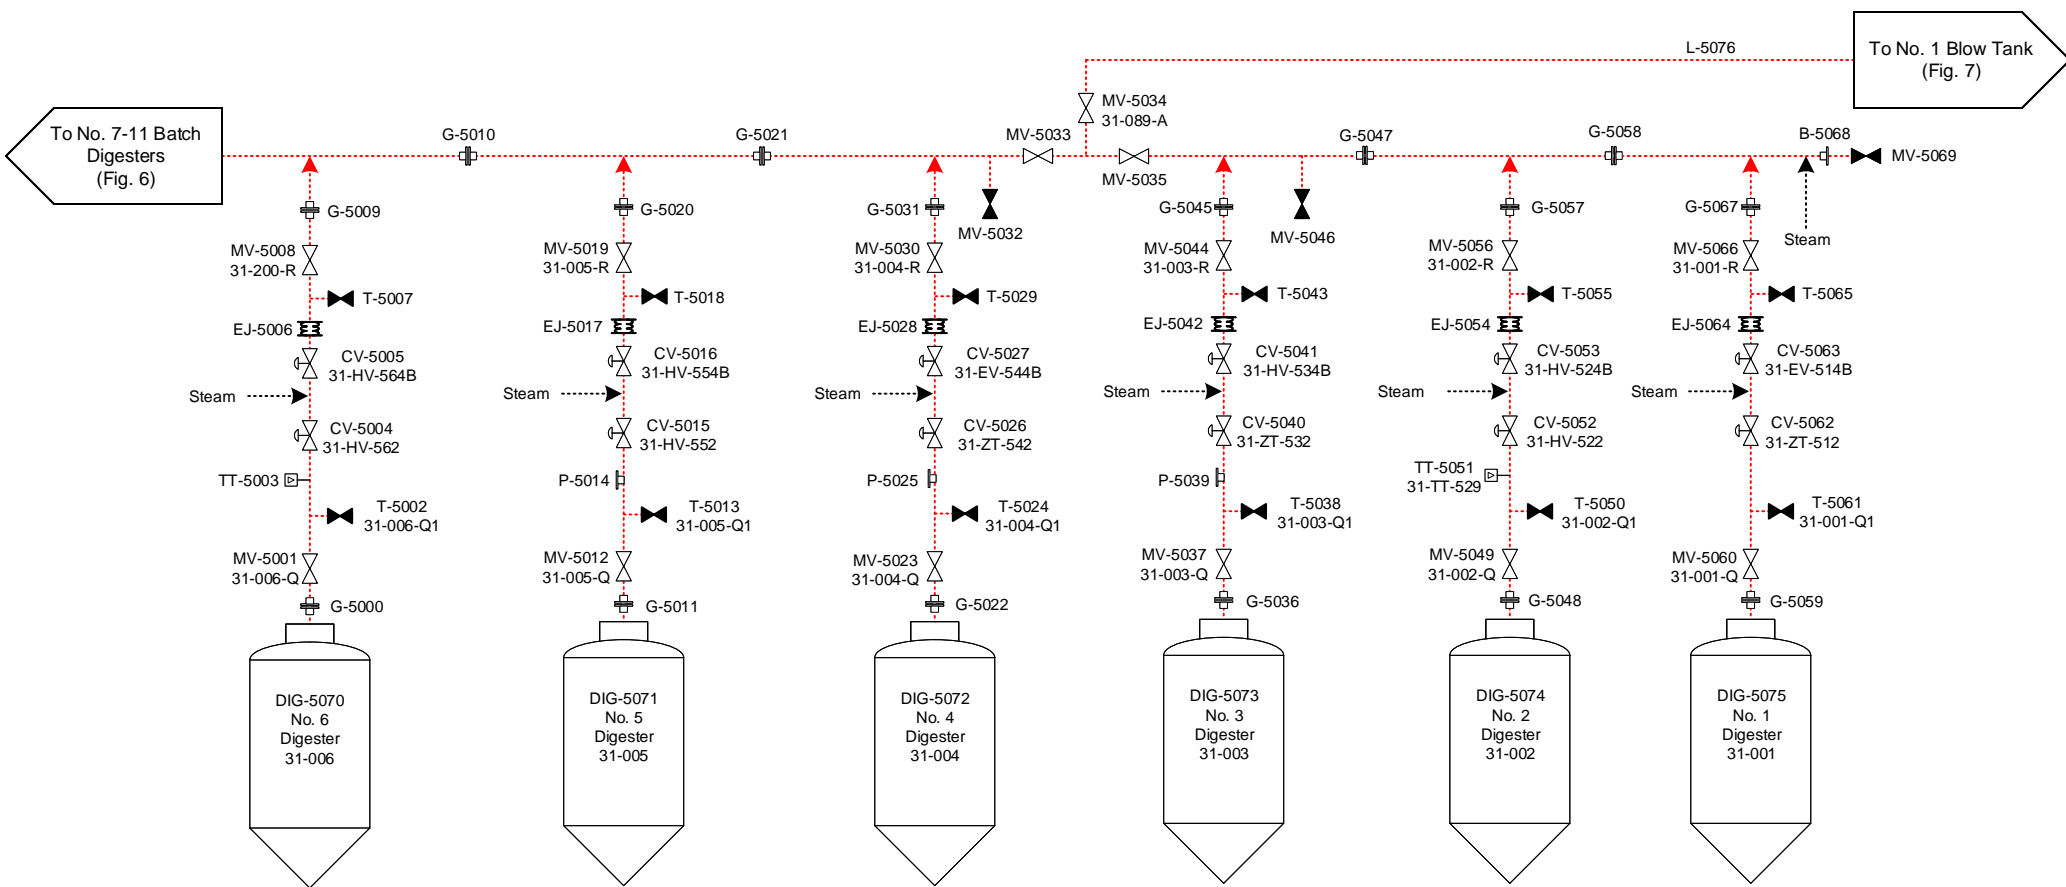 L-5076
To No. 1 Blow Tank
(Fig. 7)
MV-5034
31-089-A
To No. 7-11 Batch
Digesters
(Fig. 6)
G-5010
G-5021
MV-5033
MV-5035
G-5047
G-5058
B-5068
MV-5069
G-5009
G-5020
G-5031
MV-5032
G-5045
MV-5046
G-5057
G-5067
Steam
MV-5008
31-200-R
MV-5019
31-005-R
MV-5030
31-004-R
MV-5044
31-003-R
MV-5056
31-002-R
MV-5066
31-001-R
T-5007
T-5018
T-5029
T-5043
T-5055
T-5065
EJ-5006
EJ-5017
EJ-5028
EJ-5042
EJ-5054
EJ-5064
CV-5005
31-HV-564B
CV-5016
31-HV-554B
CV-5027
31-EV-544B
CV-5041
31-HV-534B
CV-5053
31-HV-524B
CV-5063
31-EV-514B
Steam
Steam
Steam
Steam
Steam
Steam
CV-5004
31-HV-562
CV-5015
31-HV-552
CV-5026
31-ZT-542
CV-5040
31-ZT-532
CV-5052
31-HV-522
CV-5062
31-ZT-512
TT-5003
P-5014
P-5025
P-5039
TT-5051
31-TT-529
T-5002
31-006-Q1
T-5013
31-005-Q1
T-5024
31-004-Q1
T-5038
31-003-Q1
T-5050
31-002-Q1
T-5061
31-001-Q1
MV-5001
31-006-Q
MV-5012
31-005-Q
MV-5023
31-004-Q
MV-5037
31-003-Q
MV-5049
31-002-Q
MV-5060
31-001-Q
G-5000
G-5011
G-5022
G-5036
G-5048
G-5059
DIG-5070
No. 6
Digester
31-006
DIG-5071
No. 5
Digester
31-005
DIG-5072
No. 4
Digester
31-004
DIG-5073
No. 3
Digester
31-003
DIG-5074
No. 2
Digester
31-002
DIG-5075
No. 1
Digester
31-001